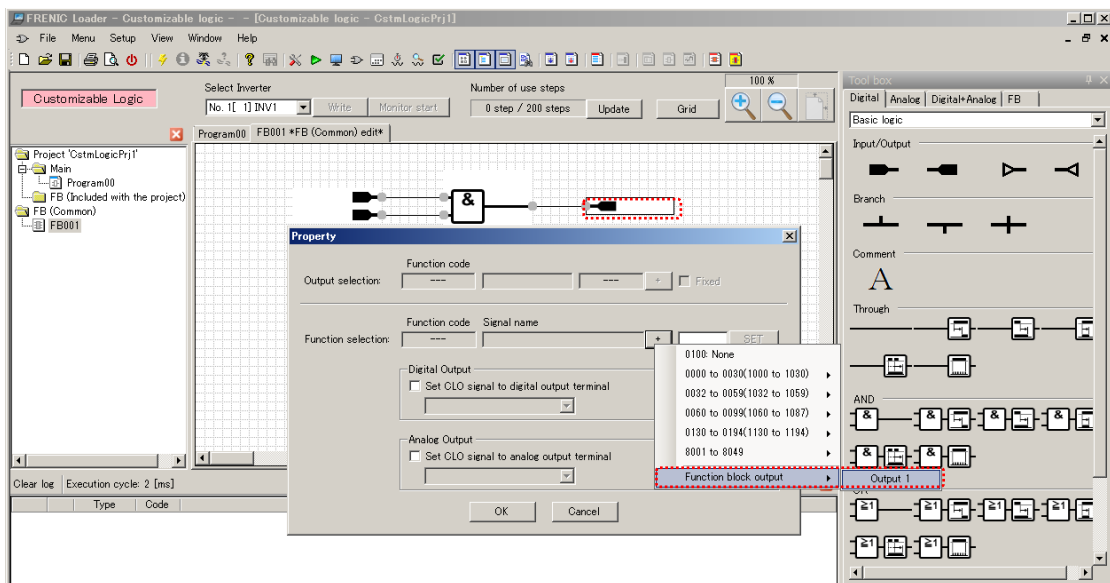 FRENIC Loader - Customizable logic - - [Customizable logic - CstmLogicPrj1]
File Menu Setup View Window Help
Customizable Logic
Select Inverter
No. 1[ 1] INV1
Write
Monitor start
Number of use steps
0 step / 200 steps
Update
Grid
100 %
Program00
FB001 *FB (Common) edit*
Project 'CstmLogicPrj1'
Main
Program00
FB (Included with the project)
FB (Common)
FB001
&
Property
Function code
Output selection:
---
---
+
Fixed
Function code
Signal name
Function selection:
---
+
SET
Digital Output
Set CLO signal to digital output terminal
Analog Output
Set CLO signal to analog output terminal
OK
Cancel
0100: None
0000 to 0030(1000 to 1030)
0032 to 0059(1032 to 1059)
0060 to 0099(1060 to 1087)
0130 to 0194(1130 to 1194)
8001 to 8049
Function block output
Output 1
Clear log
Execution cycle: 2 [ms]
Type
Code
Tool box
Digital
Analog
Digital+Analog
FB
Basic logic
Input/Output
Branch
Comment
A
Through
AND
& & & &
& &
OR
≧1 ≧1 ≧1 ≧1
≧1 ≧1